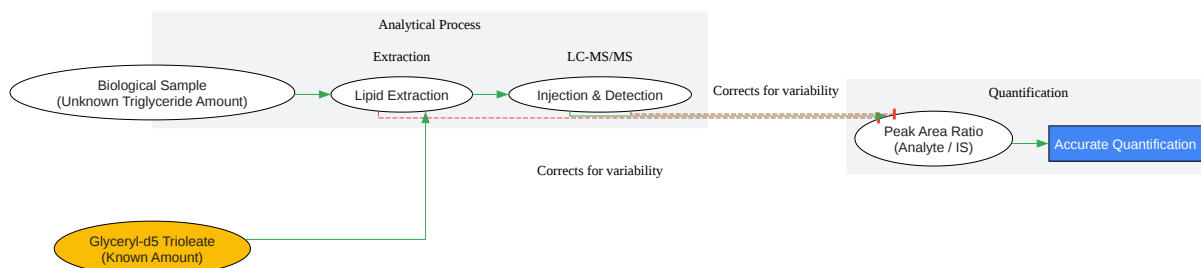 Analytical Process
Extraction
LC-MS/MS
Biological Sample
(Unknown Triglyceride Amount)
Lipid Extraction
Injection & Detection
Corrects for variability
Quantification
Peak Area Ratio
(Analyte / IS)
Accurate Quantification
Corrects for variability
Glyceryl-d5 Trioleate
(Known Amount)